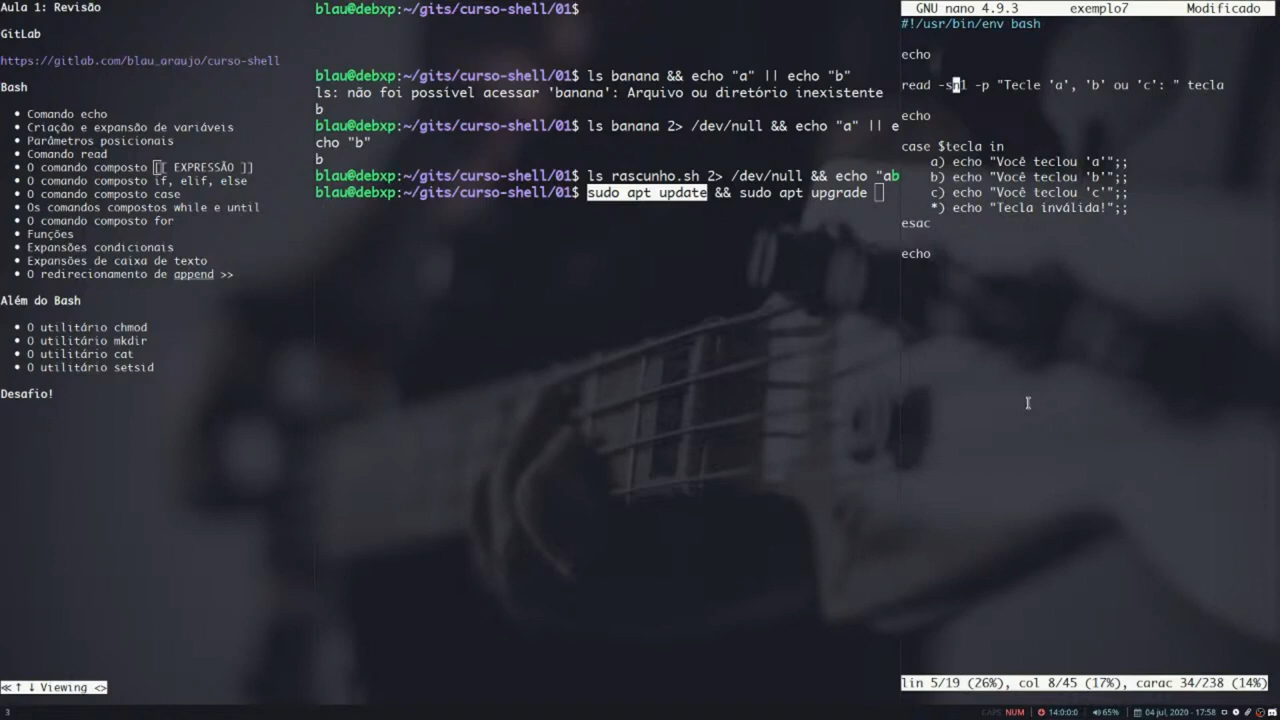 Aula 1: Revisão
GitLab
https://gitlab.com/blau_araujo/curso-shell
Bash
• Comando echo
• Criação e expansão de variáveis
• Parâmetros posicionais
• Comando read
• O comando composto [[ EXPRESSÃO ]]
• O comando composto if, elif, else
• O comando composto case
• Os comandos compostos while e until
• O comando composto for
• Funções
• Expansões condicionais
• Expansões de caixa de texto
• O redirecionamento de append >>
Além do Bash
• O utilitário chmod
• O utilitário mkdir
• O utilitário cat
• O utilitário setsid
Desafio!
≪↑ ↓ Viewing <>
blau@debxp:~/gits/curso-shell/01$
blau@debxp:~/gits/curso-shell/01$ ls banana && echo "a" || echo "b"
ls: não foi possível acessar 'banana': Arquivo ou diretório inexistente
b
blau@debxp:~/gits/curso-shell/01$ ls banana 2> /dev/null && echo "a" || e
cho "b"
b
blau@debxp:~/gits/curso-shell/01$ ls rascunho.sh 2> /dev/null && echo "ab
blau@debxp:~/gits/curso-shell/01$ sudo apt update && sudo apt upgrade
GNU nano 4.9.3 exemplo7 Modificado
#!/usr/bin/env bash
echo
read -sn1 -p "Tecle 'a', 'b' ou 'c': " tecla
echo
case $tecla in
a) echo "Você teclou 'a'";;
b) echo "Você teclou 'b'";;
c) echo "Você teclou 'c'";;
*) echo "Tecla inválida!";;
esac
echo
lin 5/19 (26%), col 8/45 (17%), carac 34/238 (14%)
3 CAPS NUM 14:0:0:0 65% 04 jul, 2020 - 17:58